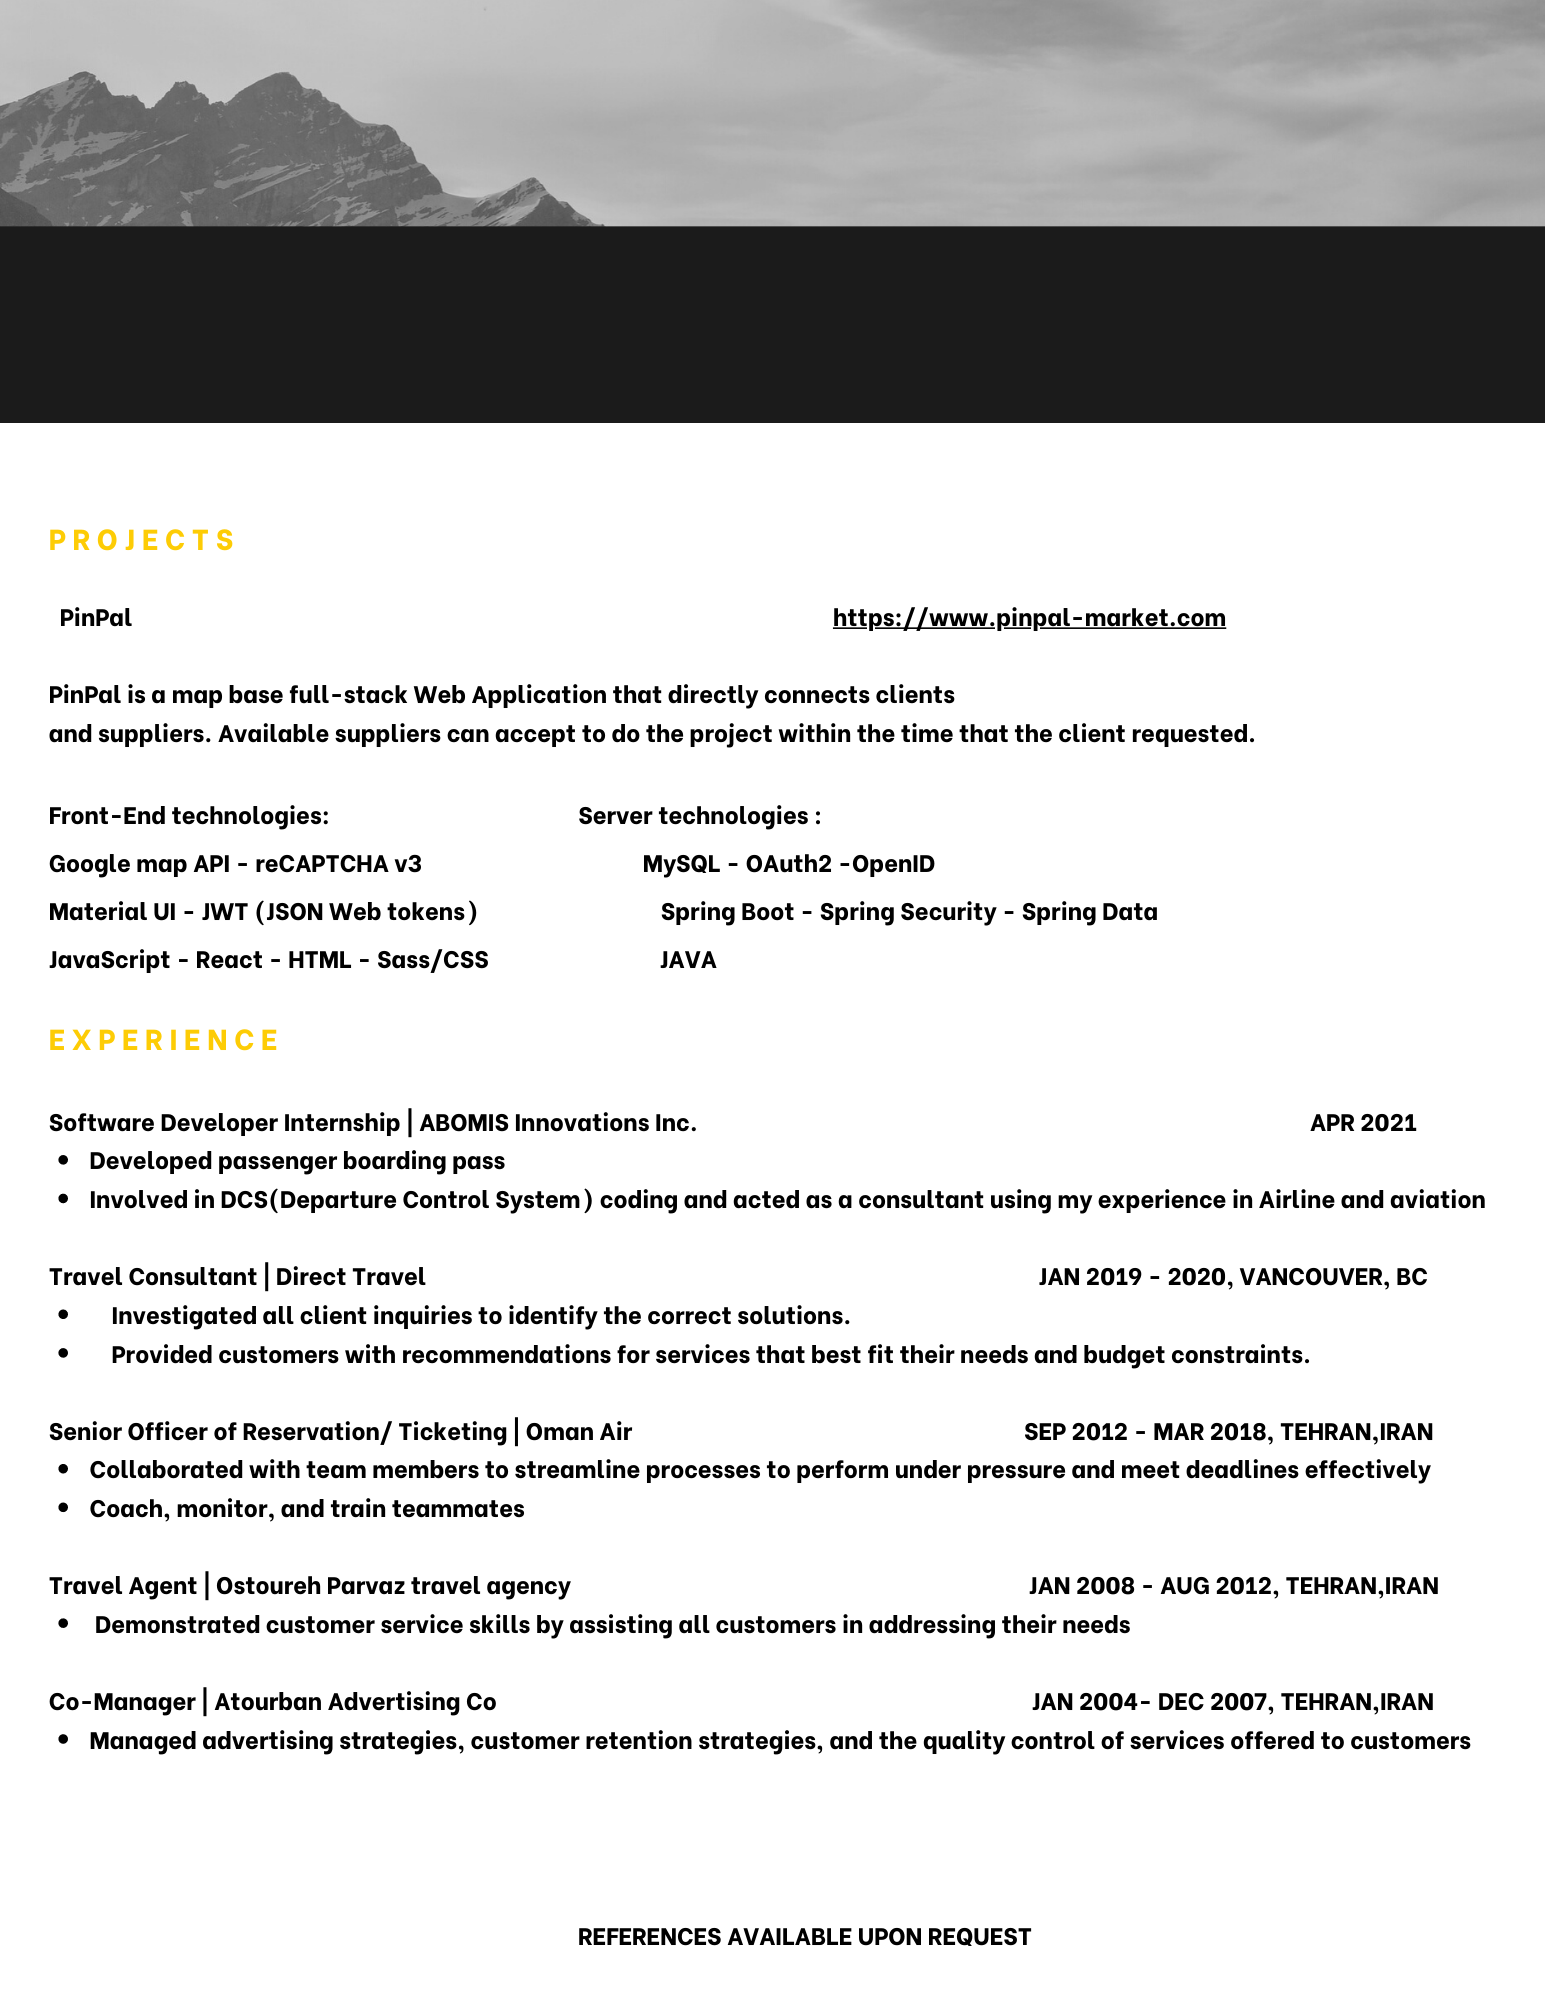 PROJECTS
PinPal https://www.pinpal-market.com
PinPal is a map base full-stack Web Application that directly connects clients
and suppliers. Available suppliers can accept to do the project within the time that the client requested.
Front-End technologies: Server technologies :
Google map API - reCAPTCHA v3 MySQL - OAuth2 -OpenID
Material UI - JWT (JSON Web tokens) Spring Boot - Spring Security - Spring Data
JavaScript - React - HTML - Sass/CSS JAVA
EXPERIENCE
Software Developer Internship | ABOMIS Innovations Inc. APR 2021
• Developed passenger boarding pass
• Involved in DCS(Departure Control System) coding and acted as a consultant using my experience in Airline and aviation
Travel Consultant | Direct Travel JAN 2019 - 2020, VANCOUVER, BC
• Investigated all client inquiries to identify the correct solutions.
• Provided customers with recommendations for services that best fit their needs and budget constraints.
Senior Officer of Reservation/ Ticketing | Oman Air SEP 2012 - MAR 2018, TEHRAN,IRAN
• Collaborated with team members to streamline processes to perform under pressure and meet deadlines effectively
• Coach, monitor, and train teammates
Travel Agent | Ostoureh Parvaz travel agency JAN 2008 - AUG 2012, TEHRAN,IRAN
• Demonstrated customer service skills by assisting all customers in addressing their needs
Co-Manager | Atourban Advertising Co JAN 2004- DEC 2007, TEHRAN,IRAN
• Managed advertising strategies, customer retention strategies, and the quality control of services offered to customers
REFERENCES AVAILABLE UPON REQUEST